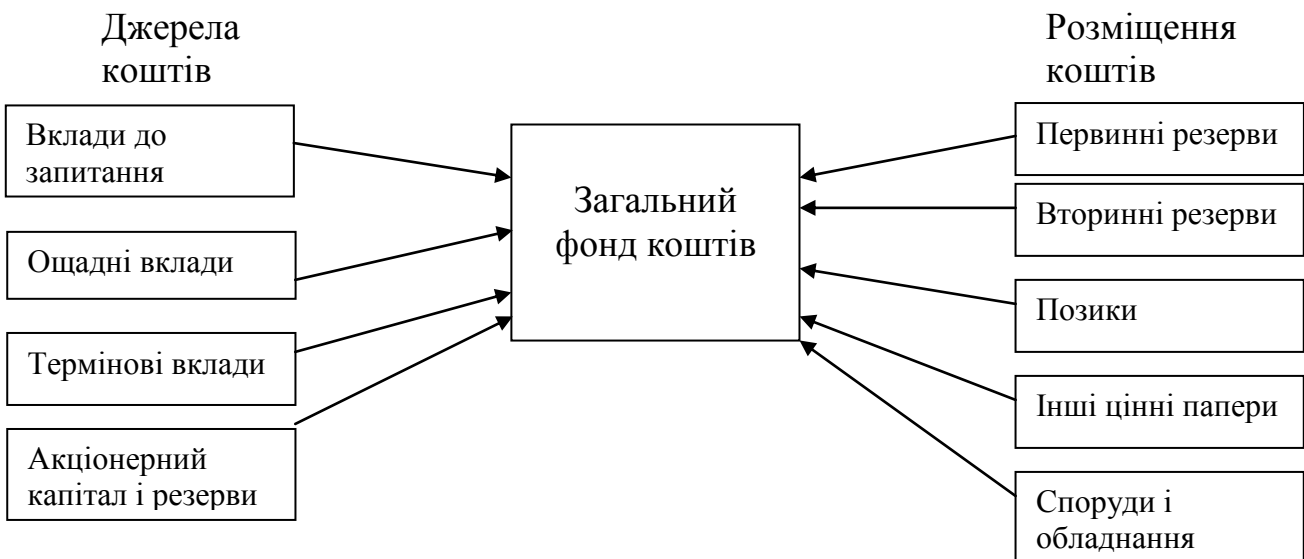 Джерела
коштів
Вклади до
запитання
Ощадні вклади
Термінові вклади
Акціонерний
капітал і резерви
Загальний
фонд коштів
Розміщення
коштів
Первинні резерви
Вторинні резерви
Позики
Інші цінні папери
Споруди і
обладнання